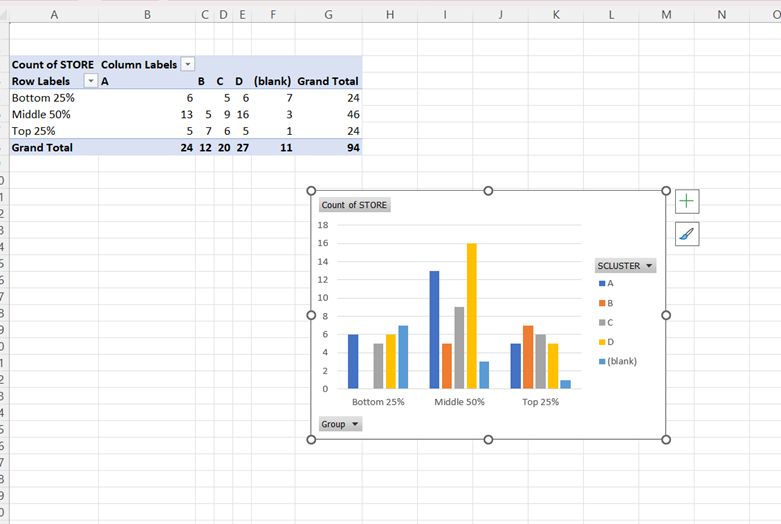 A B C D E F G H I J K L M N O
Count of STORE Column Labels
Row Labels A B C D (blank) Grand Total
Bottom 25% 6 5 6 7 24
Middle 50% 13 5 9 16 3 46
Top 25% 5 7 6 5 1 24
Grand Total 24 12 20 27 11 94
Count of STORE
18
16
14
12
10
8
6
4
2
0
Bottom 25% Middle 50% Top 25%
SCLUSTER
A
B
C
D
(blank)
Group